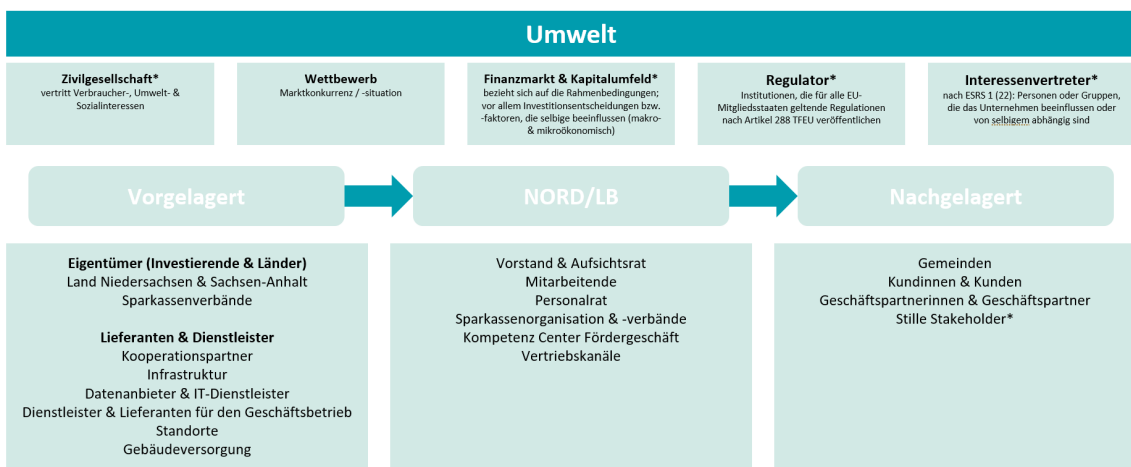 Umwelt
Zivilgesellschaft*
vertritt Verbraucher-, Umwelt- &
Sozialinteressen
Wettbewerb
Marktkonkurrenz / -situation
Finanzmarkt & Kapitalumfeld*
bezieht sich auf die Rahmenbedingungen;
vor allem Investitionsentscheidungen bzw.
-faktoren, die selbige beeinflussen (makro-
& mikroökonomisch)
Regulator*
Institutionen, die für alle EU-
Mitgliedsstaaten geltende Regulationen
nach Artikel 288 TFEU veröffentlichen
Interessenvertreter*
nach ESRS 1 (22): Personen oder Gruppen,
die das Unternehmen beeinflussen oder
von selbigem abhängig sind
Vorgelagert
NORD/LB
Nachgelagert
Eigentümer (Investierende & Länder)
Land Niedersachsen & Sachsen-Anhalt
Sparkassenverbände
Lieferanten & Dienstleister
Kooperationspartner
Infrastruktur
Datenanbieter & IT-Dienstleister
Dienstleister & Lieferanten für den Geschäftsbetrieb
Standorte
Gebäudeversorgung
Vorstand & Aufsichtsrat
Mitarbeitende
Personalrat
Sparkassenorganisation & -verbände
Kompetenz Center Fördergeschäft
Vertriebskanäle
Gemeinden
Kundinnen & Kunden
Geschäftspartnerinnen & Geschäftspartner
Stille Stakeholder*